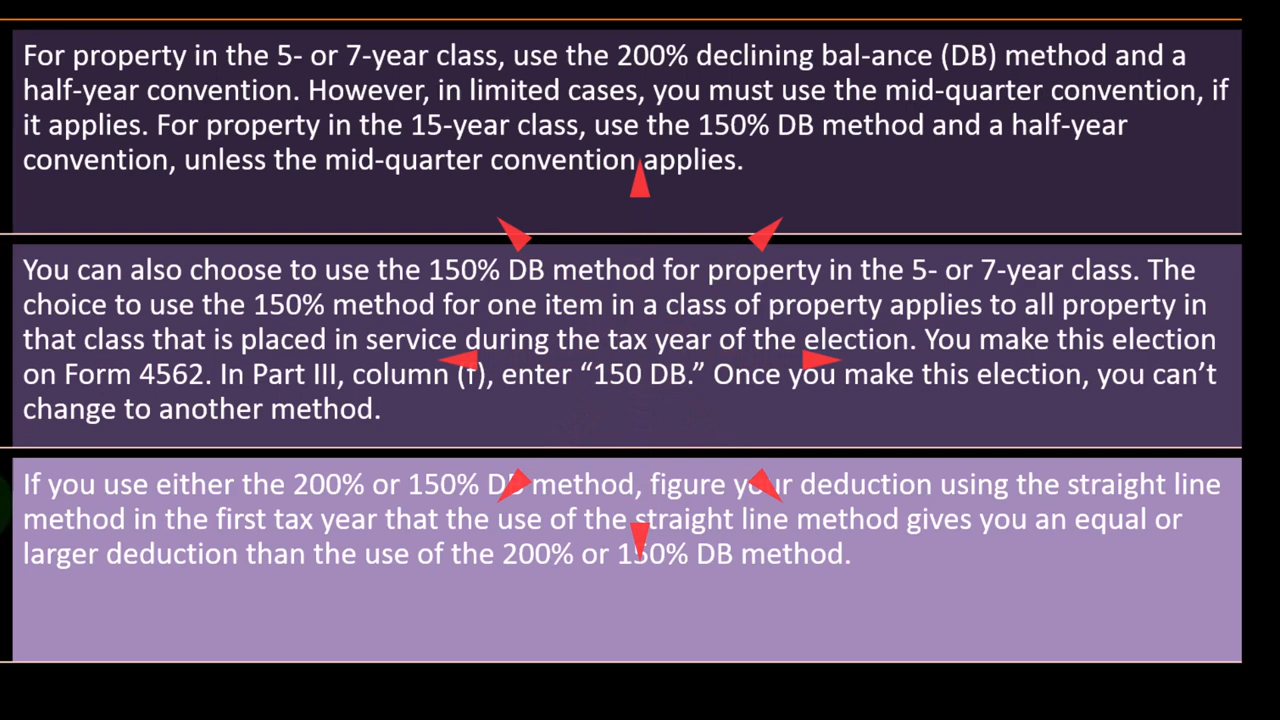 For property in the 5- or 7-year class, use the 200% declining bal-ance (DB) method and a
half-year convention. However, in limited cases, you must use the mid-quarter convention, if
it applies. For property in the 15-year class, use the 150% DB method and a half-year
convention, unless the mid-quarter convention applies.
You can also choose to use the 150% DB method for property in the 5- or 7-year class. The
choice to use the 150% method for one item in a class of property applies to all property in
that class that is placed in service during the tax year of the election. You make this election
on Form 4562. In Part III, column (f), enter “150 DB.” Once you make this election, you can’t
change to another method.
If you use either the 200% or 150% DB method, figure your deduction using the straight line
method in the first tax year that the use of the straight line method gives you an equal or
larger deduction than the use of the 200% or 150% DB method.